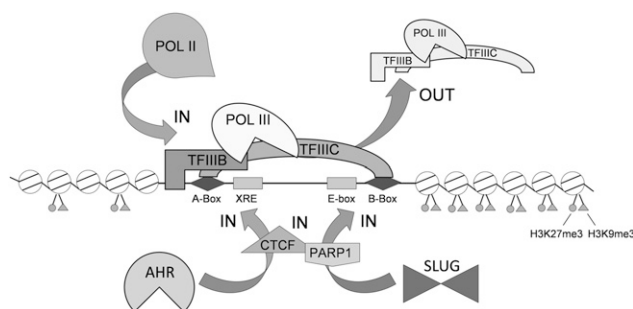 POL II
POL III
TFIIIB
TFIIIC
IN
OUT
POL III
TFIIIB
TFIIIC
A-Box
XRE
E-box
B-Box
IN
IN
IN
CTCF
PARP1
H3K27me3
H3K9me3
AHR
SLUG